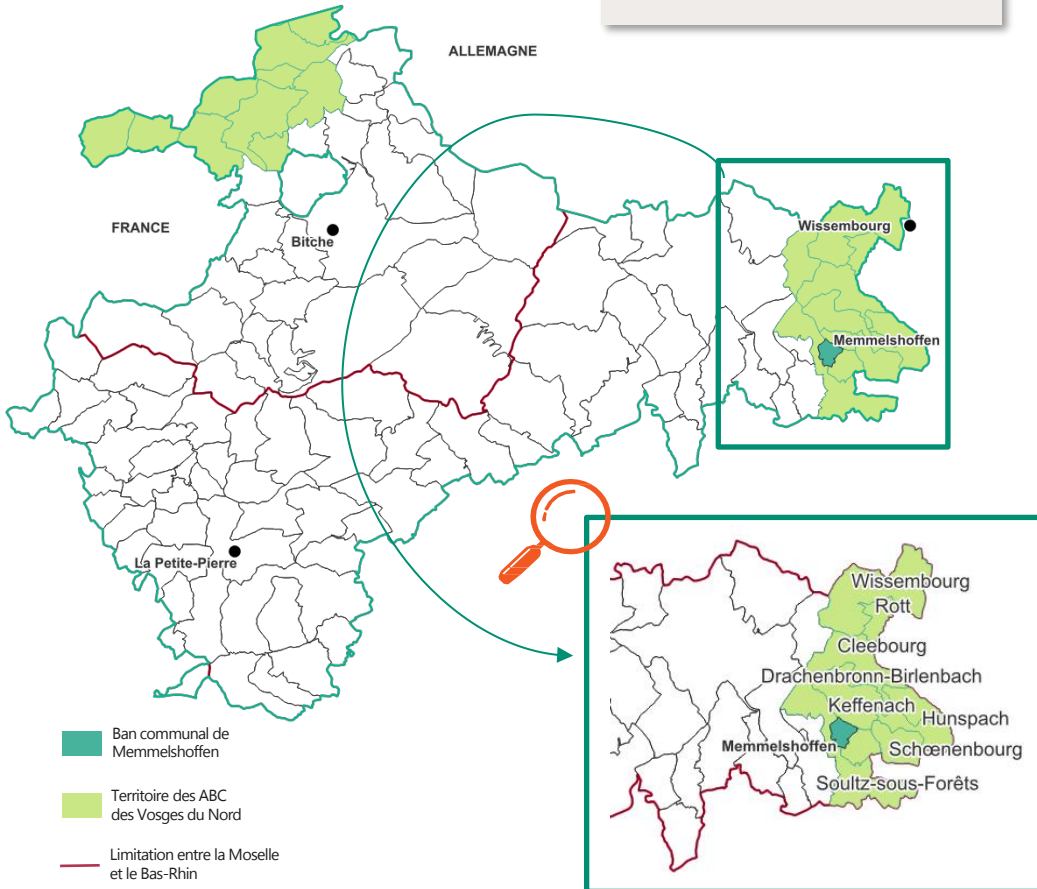 ALLEMAGNE
FRANCE
Bitche
Wissembourg
Memmelshoffen
La Petite-Pierre
Wissembourg
Rott
Cleebourg
Drachenbronn-Birlenbach
Keffenach
Hunspach
Memmelshoffen
Schœnenbourg
Soultz-sous-Forêts
Ban communal de
Memmelshoffen
Territoire des ABC
des Vosges du Nord
Limitation entre la Moselle
et le Bas-Rhin